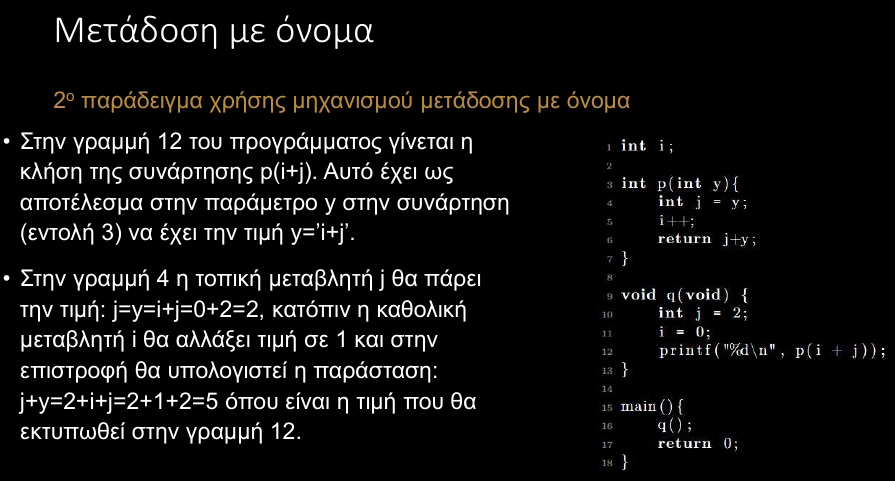 Μετάδοση με όνομα
2ο παράδειγμα χρήσης μηχανισμού μετάδοσης με όνομα
• Στην γραμμή 12 του προγράμματος γίνεται η
κλήση της συνάρτησης p(i+j). Αυτό έχει ως
αποτέλεσμα στην παράμετρο y στην συνάρτηση
(εντολή 3) να έχει την τιμή y=’i+j’.
• Στην γραμμή 4 η τοπική μεταβλητή j θα πάρει
την τιμή: j=y=i+j=0+2=2, κατόπιν η καθολική
μεταβλητή i θα αλλάξει τιμή σε 1 και στην
επιστροφή θα υπολογιστεί η παράσταση:
j+y=2+i+j=2+1+2=5 όπου είναι η τιμή που θα
εκτυπωθεί στην γραμμή 12.
1 int i;
2
3 int p(int y){
4 int j = y;
5 i++;
6 return j+y;
7 }
8
9 void q(void) {
10 int j = 2;
11 i = 0;
12 printf("%d\n", p(i + j));
13 }
14
15 main(){
16 q();
17 return 0;
18 }